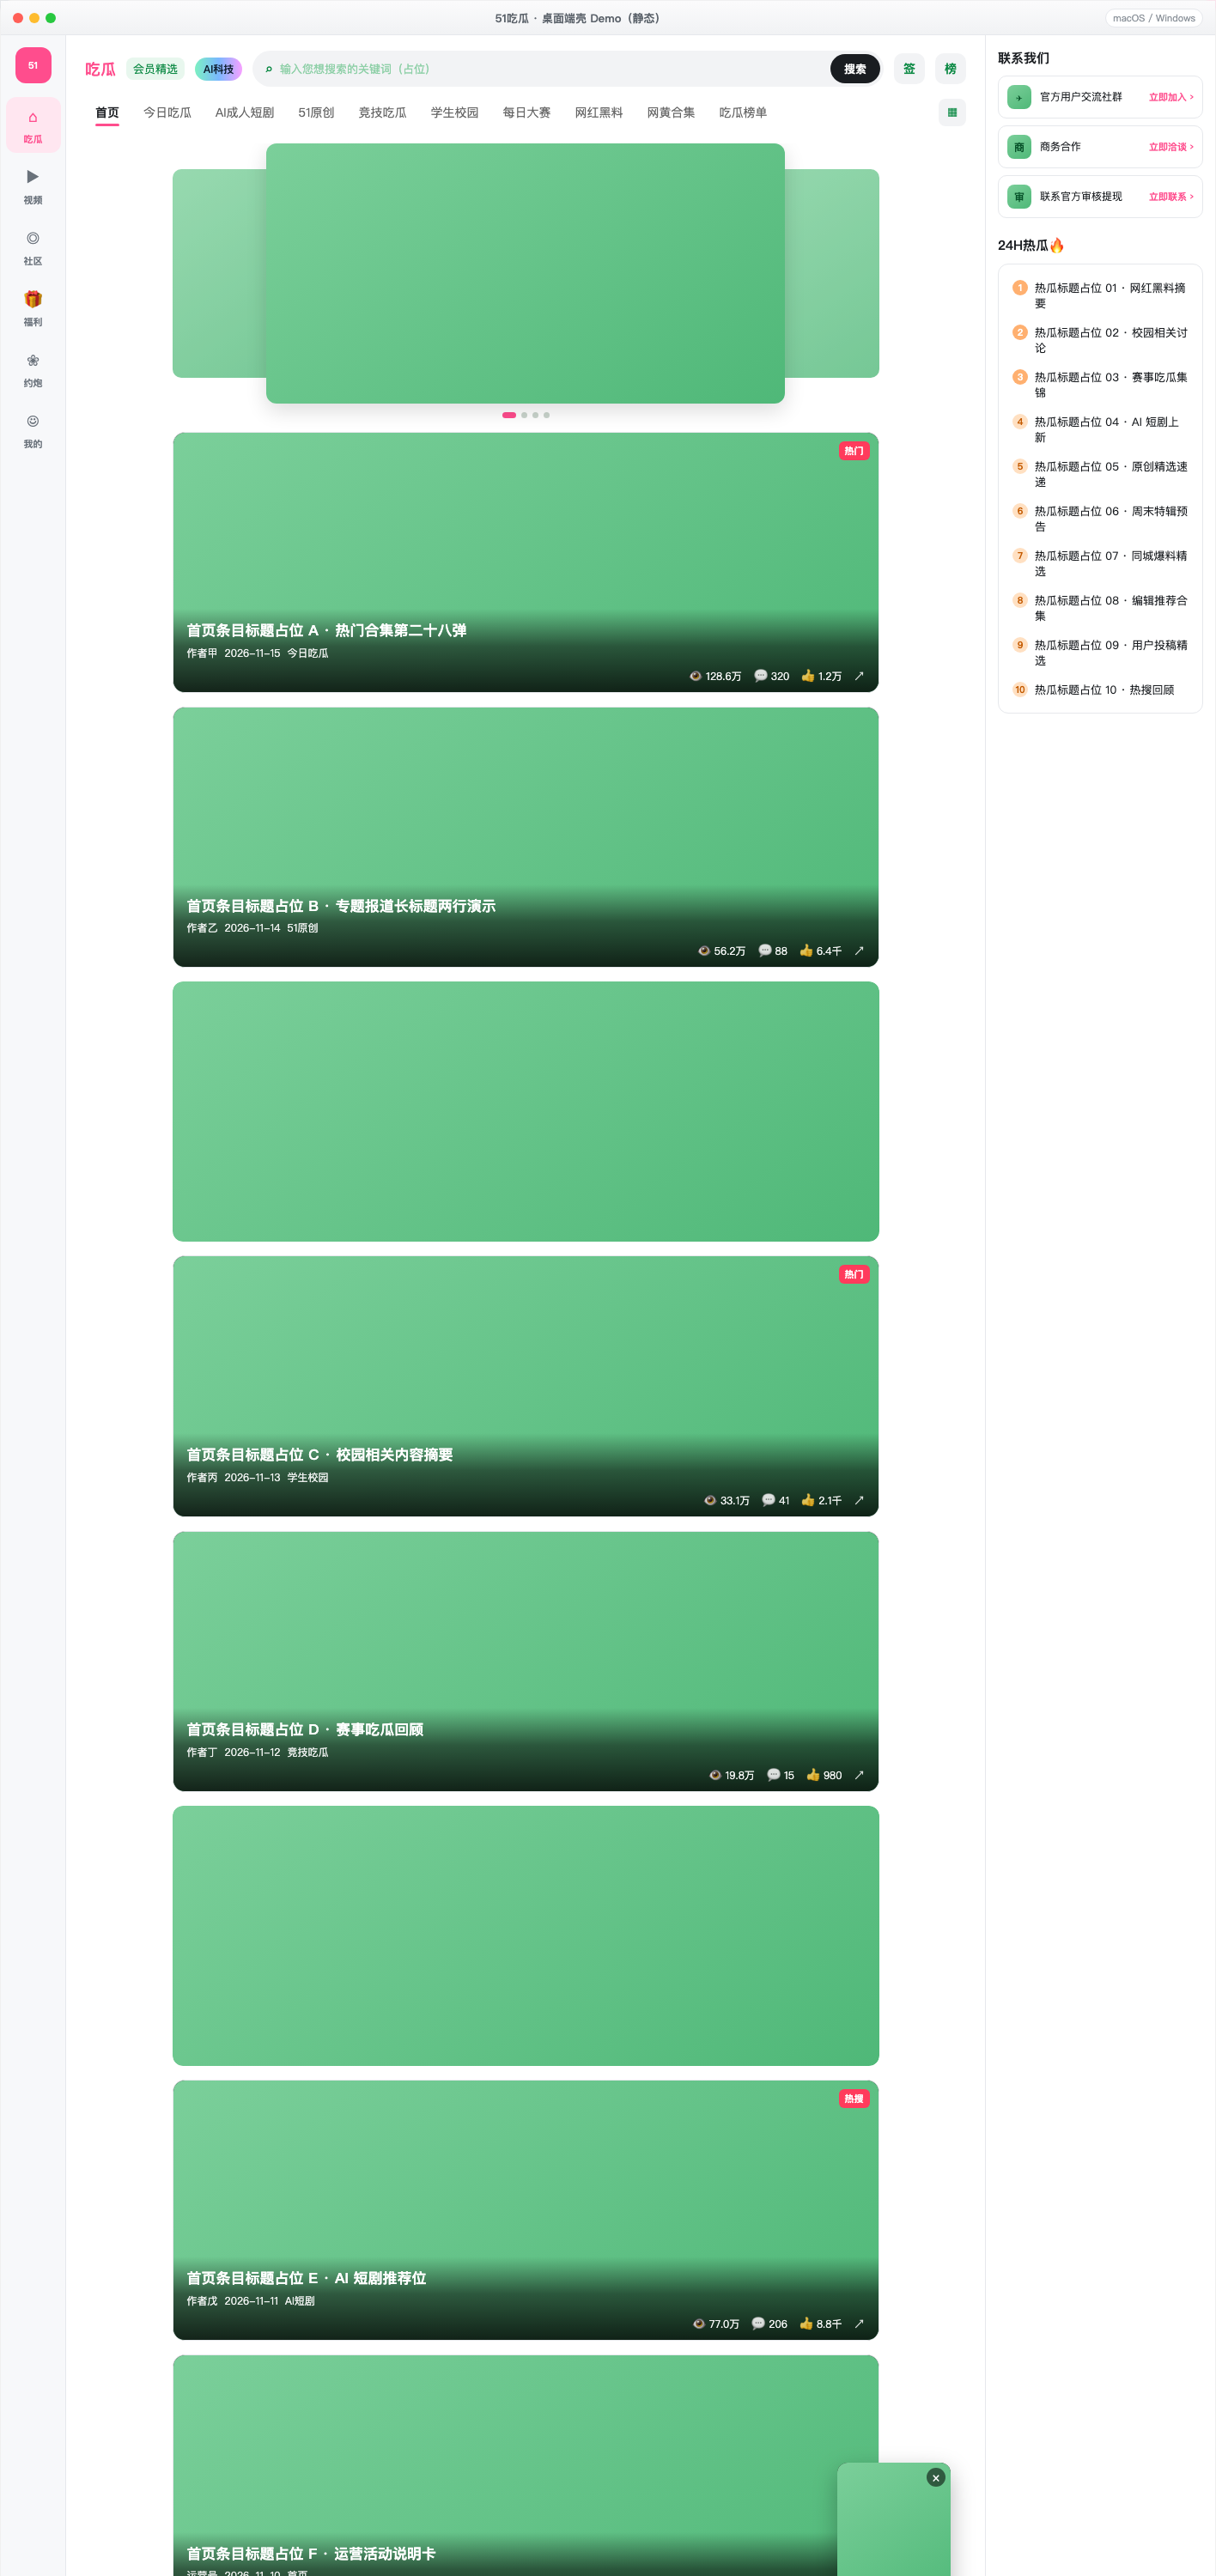 51吃瓜 · 桌面端壳 Demo（静态）
macOS / Windows
51
吃瓜
视频
社区
福利
约炮
我的
吃瓜
会员精选
AI科技
输入您想搜索的关键词（占位）
搜索
签
榜
首页
今日吃瓜
AI成人短剧
51原创
竞技吃瓜
学生校园
每日大赛
网红黑料
网黄合集
吃瓜榜单
热门
首页条目标题占位 A · 热门合集第二十八弹
作者甲 2026-11-15 今日吃瓜
128.6万 320 1.2万
首页条目标题占位 B · 专题报道长标题两行演示
作者乙 2026-11-14 51原创
56.2万 88 6.4千
热门
首页条目标题占位 C · 校园相关内容摘要
作者丙 2026-11-13 学生校园
33.1万 41 2.1千
首页条目标题占位 D · 赛事吃瓜回顾
作者丁 2026-11-12 竞技吃瓜
19.8万 15 980
热搜
首页条目标题占位 E · AI 短剧推荐位
作者戊 2026-11-11 AI短剧
77.0万 206 8.8千
首页条目标题占位 F · 运营活动说明卡
运营号 2026-11-10 首页
联系我们
官方用户交流社群
立即加入 ›
商
商务合作
立即洽谈 ›
审
联系官方审核提现
立即联系 ›
24H热瓜🔥
1
热瓜标题占位 01 · 网红黑料摘
要
2
热瓜标题占位 02 · 校园相关讨
论
3
热瓜标题占位 03 · 赛事吃瓜集
锦
4
热瓜标题占位 04 · AI 短剧上
新
5
热瓜标题占位 05 · 原创精选速
递
6
热瓜标题占位 06 · 周末特辑预
告
7
热瓜标题占位 07 · 同城爆料精
选
8
热瓜标题占位 08 · 编辑推荐合
集
9
热瓜标题占位 09 · 用户投稿精
选
10
热瓜标题占位 10 · 热搜回顾